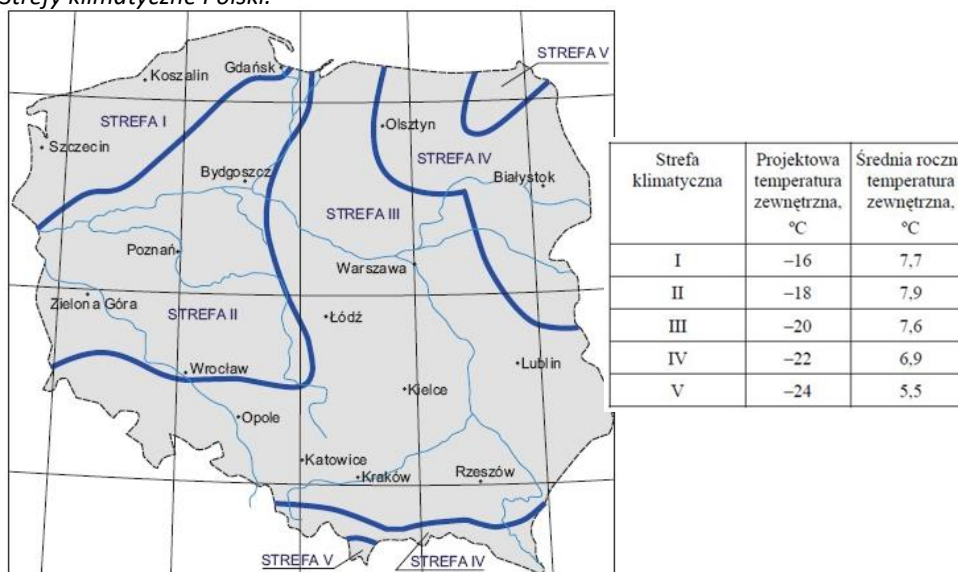 Strefy klimatyczne Polski.
STREFA V
Gdańsk
Koszalin
Olsztyn
STREFA I
Szczecin
STREFA IV
Bydgoszcz
Białystok
STREFA III
Poznań
Warszawa
Zielona Góra
STREFA II
Łódź
Lublin
Wrocław
Kielce
Opole
Katowice
Kraków
Rzeszów
STREFA V
STREFA IV
Strefa klimatyczna, Projektowa temperatura zewnętrzna, ºC Średnia roczna temperatura zewnętrzna, ºC
I –16 7,7
II –18 7,9
III –20 7,6
IV –22 6,9
V –24 5,5